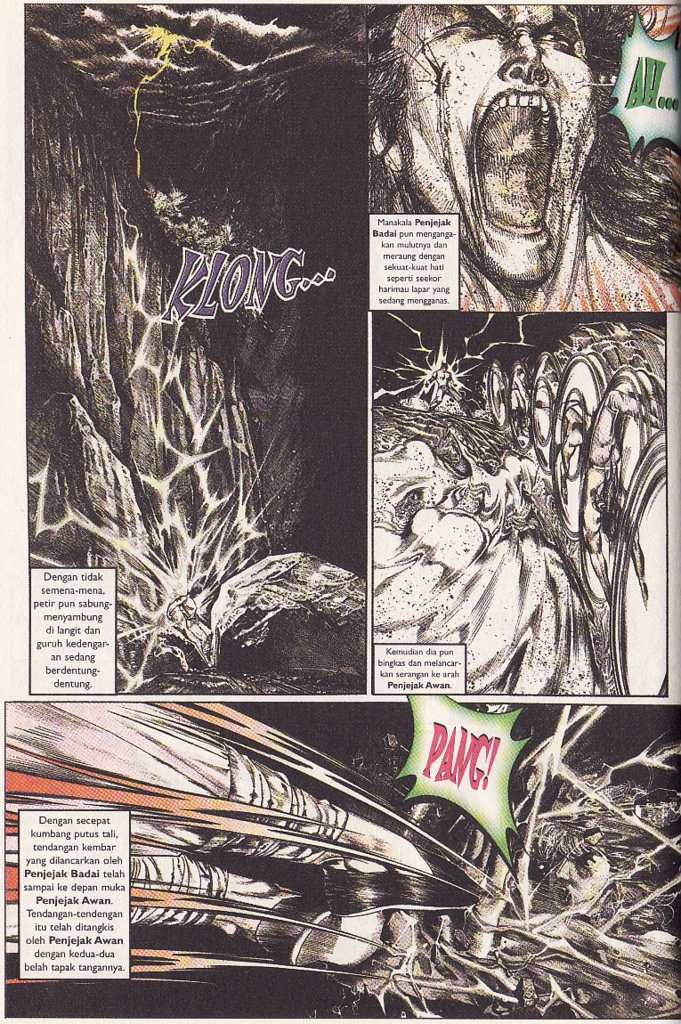 KLONG...
Dengan tidak
semena-mena,
petir pun sabung-
menyambung
di langit dan
guruh kedengar-
an sedang
berdentung-
dentung.
AH...
Manakala Penjejak
Badai pun menganga-
kan mulutnya dan
meraung dengan
sekuat-kuat hati
seperti seekor
harimau lapar yang
sedang mengganas.
Kemudian dia pun
bingkas dan melancar-
kan serangan ke arah
Penjejak Awan.
PANG!
Dengan secepat
kumbang putus tali,
tendangan kembar
yang dilancarkan oleh
Penjejak Badai telah
sampai ke depan muka
Penjejak Awan.
Tendangan-tendengan
itu telah ditangkis
oleh Penjejak Awan
dengan kedua-dua
belah tapak tangannya.